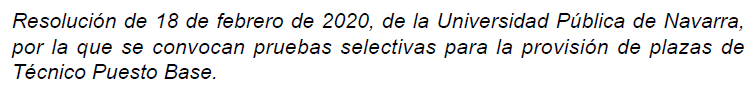 Resolución de 18 de febrero de 2020, de la Universidad Pública de Navarra,
por la que se convocan pruebas selectivas para la provisión de plazas de
Técnico Puesto Base.